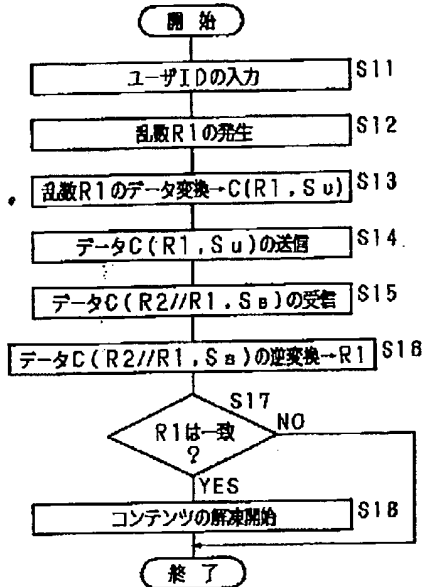 開始
ユーザIDの入力 S11
乱数R1の発生 S12
乱数R1のデータ変換→C(R1,Su) S13
データC(R1,Su)の送信 S14
データC(R2//R1,SB)の受信 S15
データC(R2//R1,SB)の逆変換→R1 S16
S17
R1は一致
?
NO
YES
コンテンツの解凍開始 S18
終了